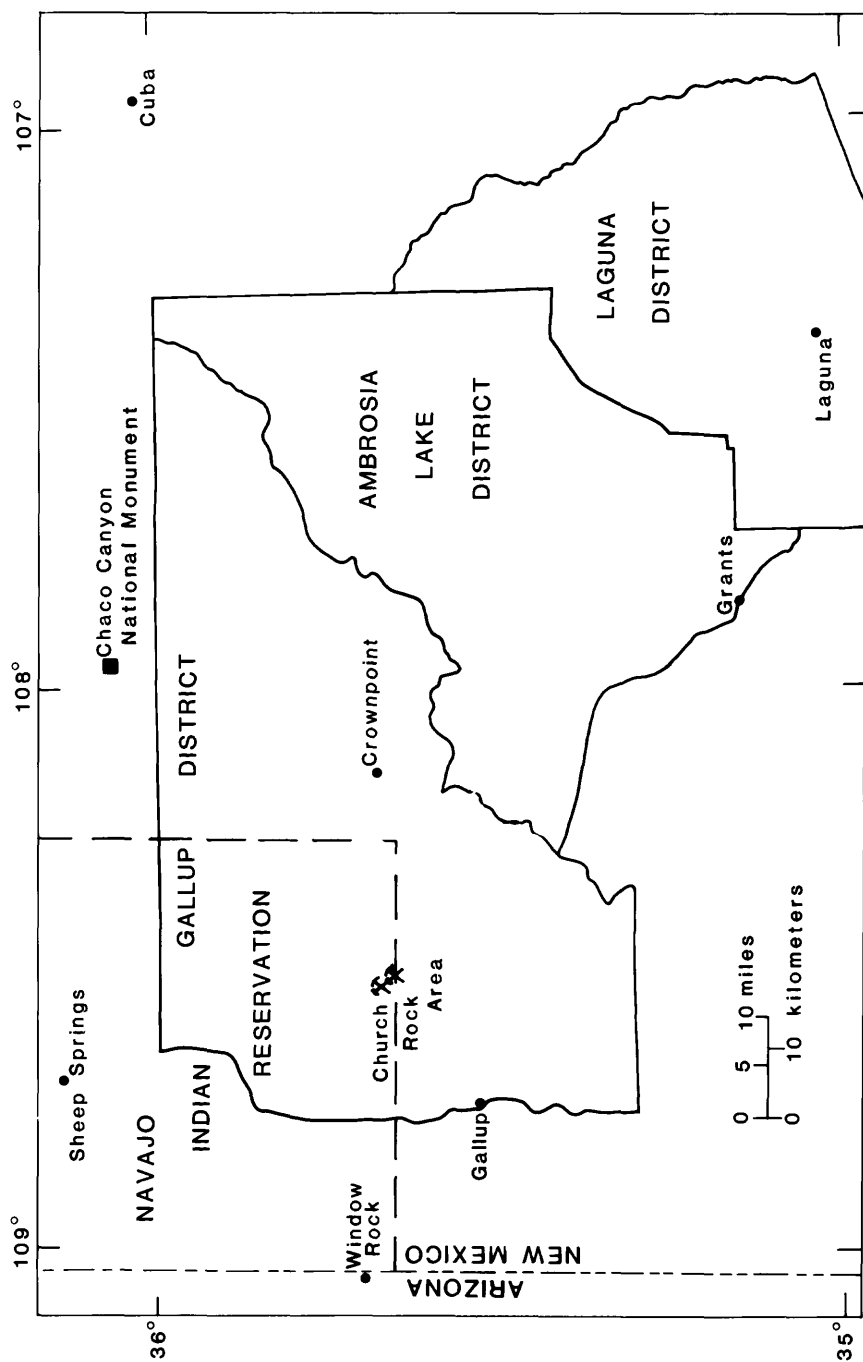 109°
108°
107°
36°
35°
Sheep Springs
Chaco Canyon
National Monument
Cuba
NAVAJO
INDIAN
RESERVATION
GALLUP DISTRICT
Window
Rock
Church
Rock
Area
Crownpoint
Gallup
ARIZONA
NEW MEXICO
AMBROSIA
LAKE
DISTRICT
LAGUNA
DISTRICT
Grants
Laguna
0 5 10 miles
0 10 kilometers